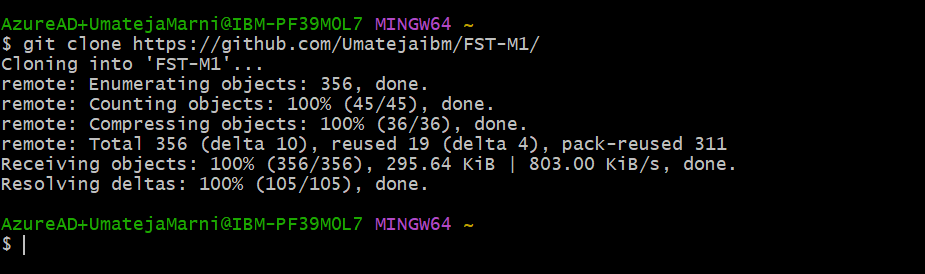 AzureAD+UmatejaMarni@IBM-PF39M0L7 MINGW64 ~
$ git clone https://github.com/Umatejaibm/FST-M1/
Cloning into 'FST-M1'...
remote: Enumerating objects: 356, done.
remote: Counting objects: 100% (45/45), done.
remote: Compressing objects: 100% (36/36), done.
remote: Total 356 (delta 10), reused 19 (delta 4), pack-reused 311
Receiving objects: 100% (356/356), 295.64 KiB | 803.00 KiB/s, done.
Resolving deltas: 100% (105/105), done.
AzureAD+UmatejaMarni@IBM-PF39M0L7 MINGW64 ~
$